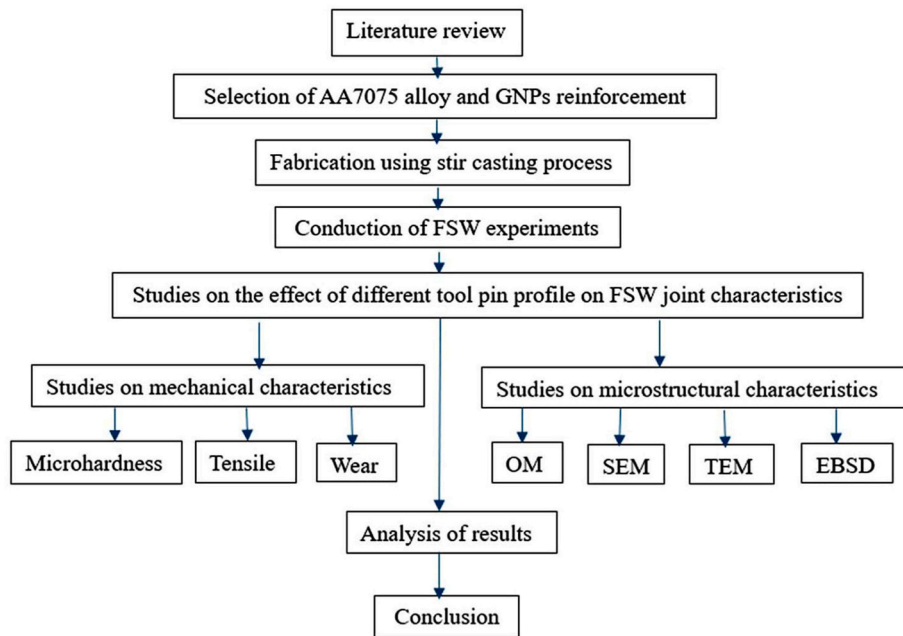 Literature review
Selection of AA7075 alloy and GNPs reinforcement
Fabrication using stir casting process
Conduction of FSW experiments
Studies on the effect of different tool pin profile on FSW joint characteristics
Studies on mechanical characteristics
Studies on microstructural characteristics
Microhardness
Tensile
Wear
OM
SEM
TEM
EBSD
Analysis of results
Conclusion